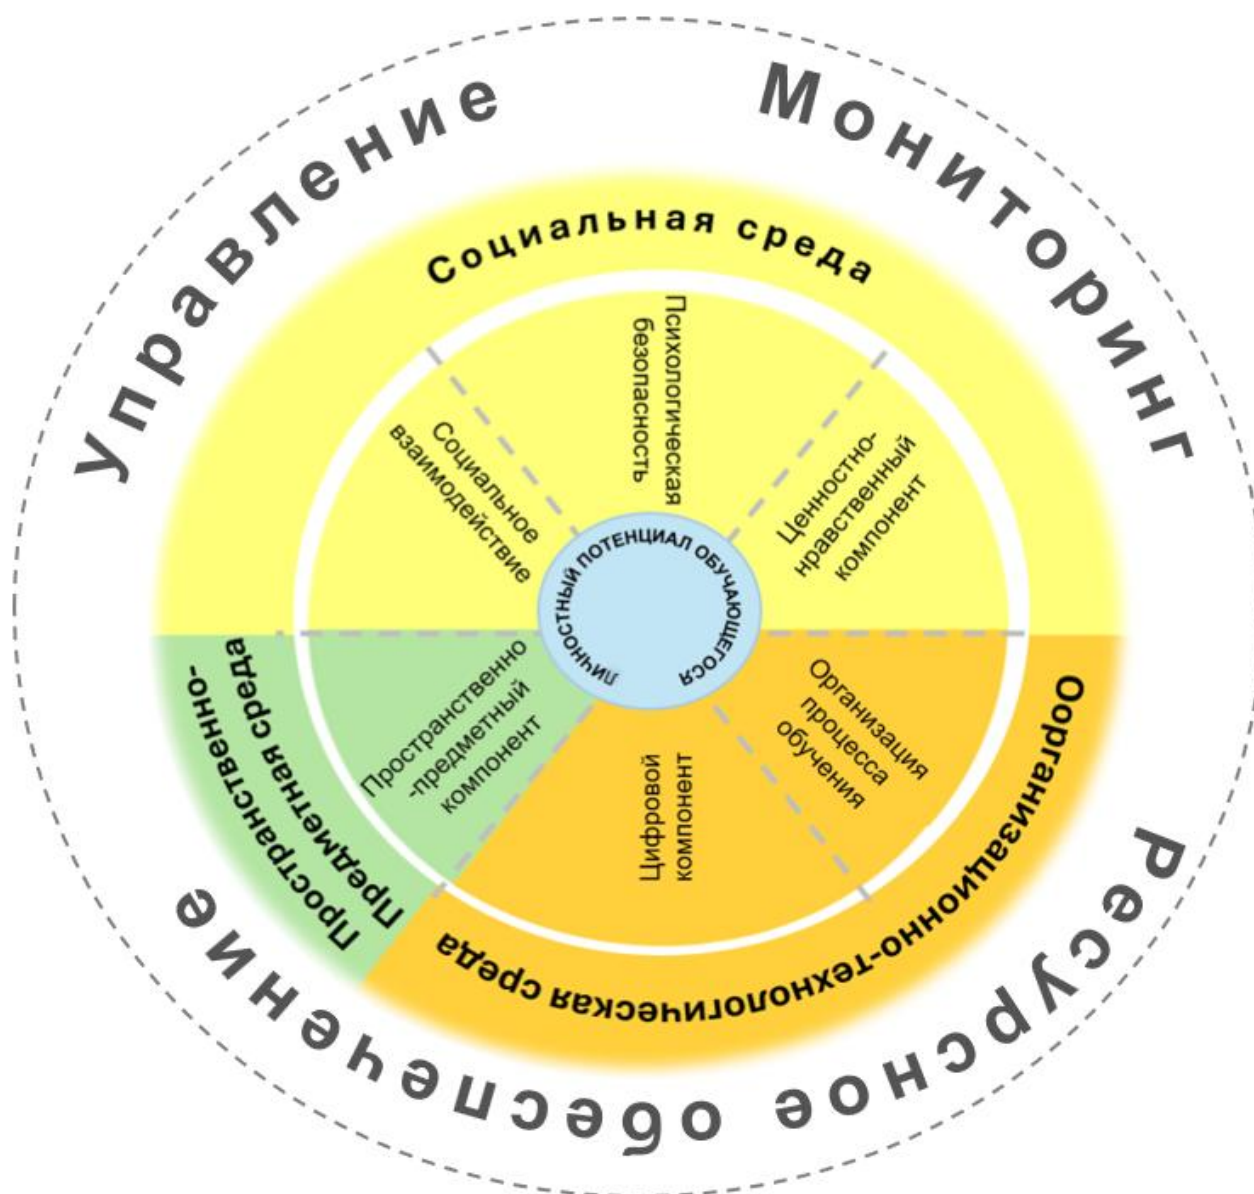 Управление
Мониторинг
Ресурсное обеспечение
Социальная среда
Оорганизационно-технологическая среда
Пространственно-
Предметная среда
Социальное
взаимодействие
Психологическая
безопасность
Ценностно-
нравственный
компонент
Организация
процесса
обучения
Цифровой
компонент
Пространственно
-предметный
компонент
ЛИЧНОСТНЫЙ ПОТЕНЦИАЛ ОБУЧАЮЩЕГОСЯ